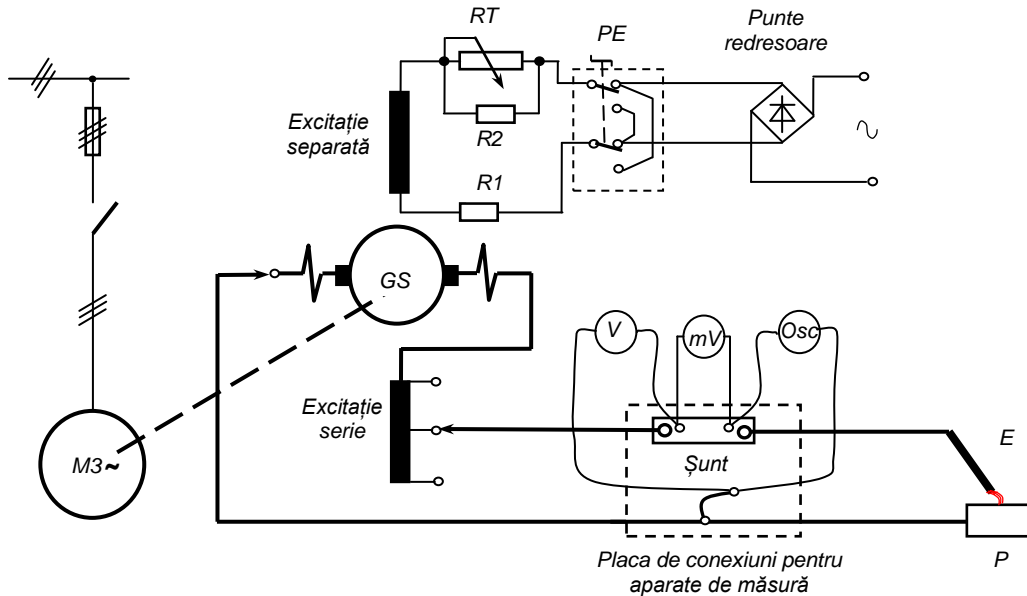 RT
PE
Punte
redresoare
Excitație
separată
R2
R1
GS
V
mV
Osc
Excitație
serie
M3~
Șunt
E
P
Placa de conexiuni pentru
aparate de măsură